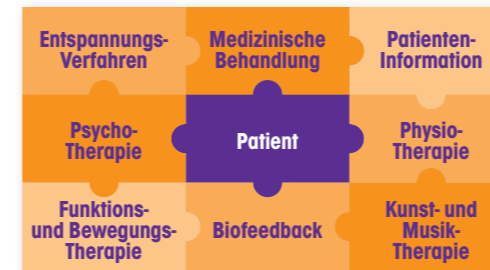 Entspannungs-
Verfahren
Medizinische
Behandlung
Patienten-
Information
Psycho-
Therapie
Patient
Physio-
Therapie
Funktions-
und Bewegungs-
Therapie
Biofeedback
Kunst- und
Musik-
Therapie